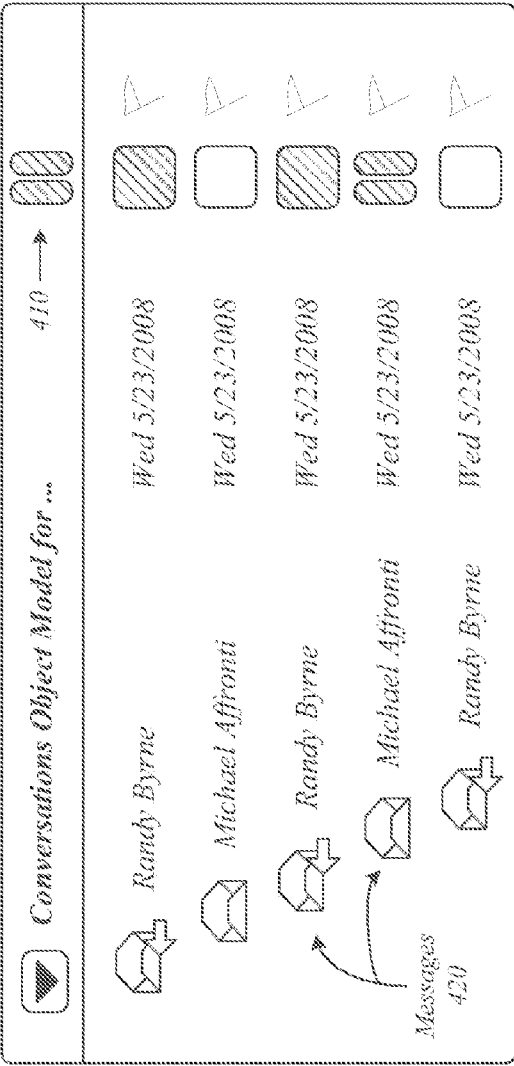 Conversations Object Model for ... 410
Randy Byrne Wed 5/23/2008
Michael Affronti Wed 5/23/2008
Randy Byrne Wed 5/23/2008
Michael Affronti Wed 5/23/2008
Randy Byrne Wed 5/23/2008
Messages
420